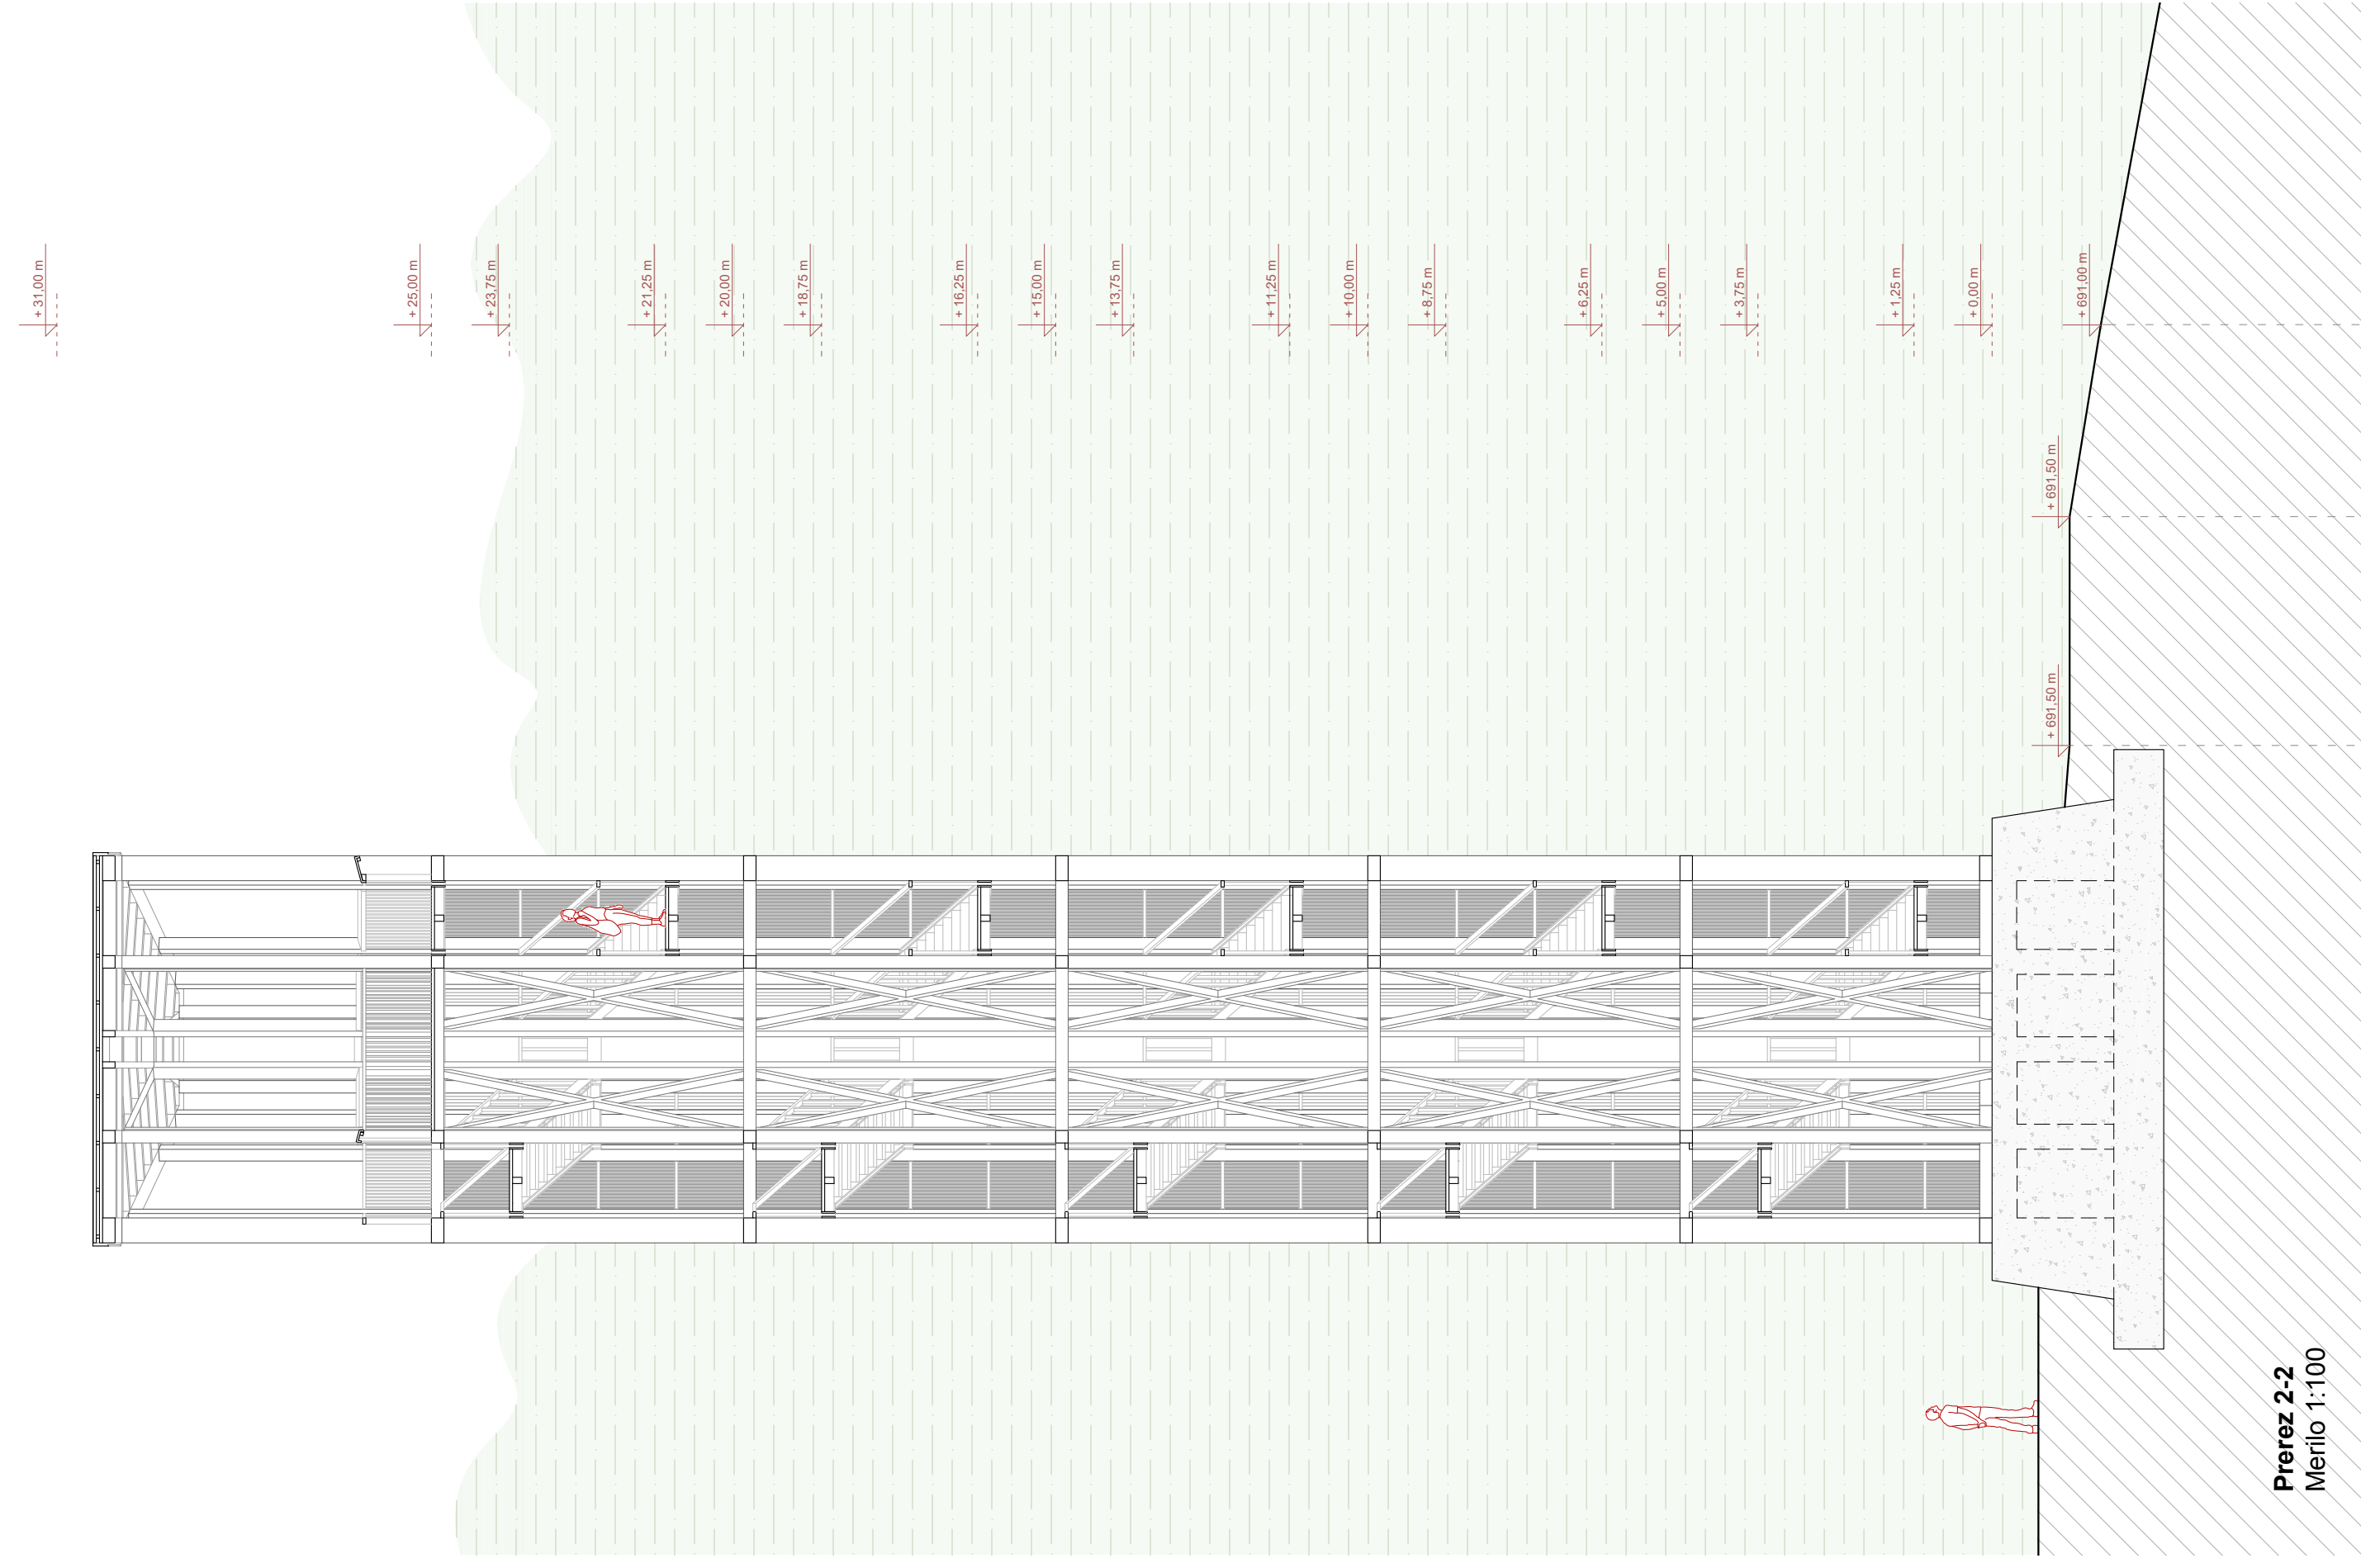 + 31,00 m
+ 25,00 m
+ 23,75 m
+ 21,25 m
+ 20,00 m
+ 18,75 m
+ 16,25 m
+ 15,00 m
+ 13,75 m
+ 11,25 m
+ 10,00 m
+ 8,75 m
+ 6,25 m
+ 5,00 m
+ 3,75 m
+ 1,25 m
+ 0,00 m
+ 691,00 m
+ 691,50 m
+ 691,50 m
Prerez 2-2
Merilo 1:100